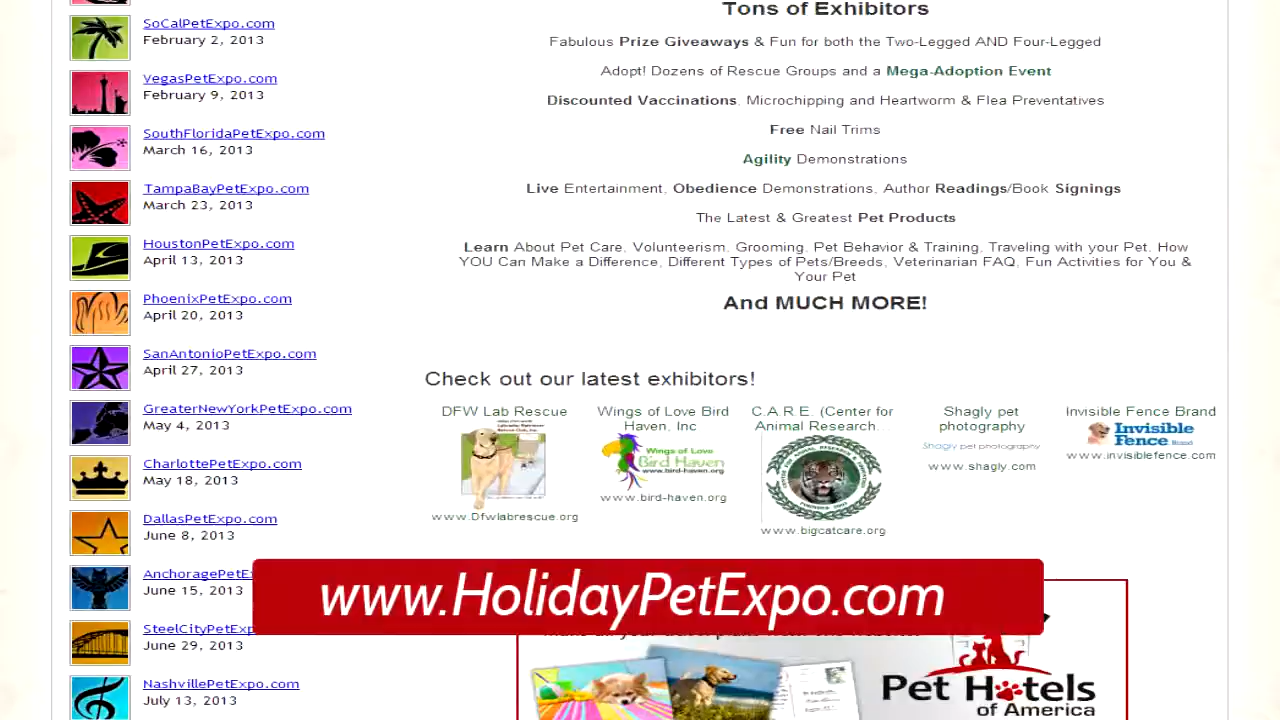 SoCalPetExpo.com
February 2, 2013
VegasPetExpo.com
February 9, 2013
SouthFloridaPetExpo.com
March 16, 2013
TampaBayPetExpo.com
March 23, 2013
HoustonPetExpo.com
April 13, 2013
PhoenixPetExpo.com
April 20, 2013
SanAntonioPetExpo.com
April 27, 2013
GreaterNewYorkPetExpo.com
May 4, 2013
CharlottePetExpo.com
May 18, 2013
DallasPetExpo.com
June 8, 2013
AnchoragePetE
June 15, 2013
SteelCityPetExp
June 29, 2013
NashvillePetExpo.com
July 13, 2013
Tons of Exhibitors
Fabulous Prize Giveaways & Fun for both the Two-Legged AND Four-Legged
Adopt! Dozens of Rescue Groups and a Mega-Adoption Event
Discounted Vaccinations, Microchipping and Heartworm & Flea Preventatives
Free Nail Trims
Agility Demonstrations
Live Entertainment, Obedience Demonstrations, Author Readings/Book Signings
The Latest & Greatest Pet Products
Learn About Pet Care, Volunteerism, Grooming, Pet Behavior & Training, Traveling with your Pet, How
YOU Can Make a Difference, Different Types of Pets/Breeds, Veterinarian FAQ, Fun Activities for You &
Your Pet
And MUCH MORE!
Check out our latest exhibitors!
DFW Lab Rescue
www.Dfwlabrescue.org
Wings of Love Bird
Haven, Inc
Wings of Love
Bird Haven
www.bird-haven.org
www.bird-haven.org
C.A.R.E. (Center for
Animal Research...
www.bigcatcare.org
Shagly pet
photography
Shagly pet photography
www.shagly.com
Invisible Fence Brand
Invisible
Fence Brand
www.invisiblefence.com
www.HolidayPetExpo.com
Pet Hotels
of America